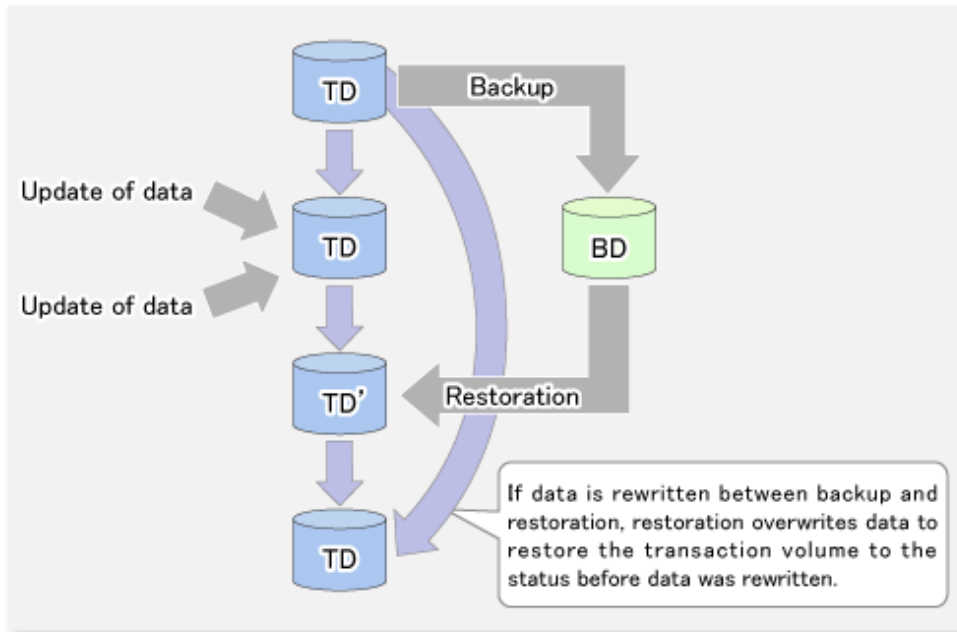 TD
Backup
Update of data
TD
BD
Update of data
TD’
Restoration
If data is rewritten between backup and
restoration, restoration overwrites data to
restore the transaction volume to the
status before data was rewritten.
TD